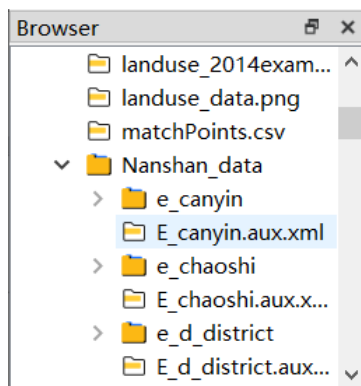 Browser
landuse_2014exam...
landuse_data.png
matchPoints.csv
Nanshan_data
e_canyin
E_canyin.aux.xml
e_chaoshi
E_chaoshi.aux.x...
e_d_district
E_d_district.aux...